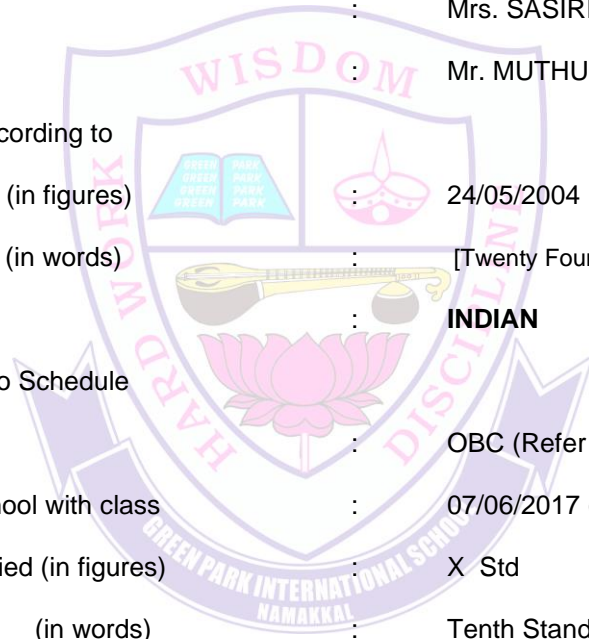 : Mrs. SASIR
: Mr. MUTHU
cording to
(in figures) : 24/05/2004
(in words) : [Twenty Four
: INDIAN
o Schedule
: OBC (Refer
hool with class : 07/06/2017
ied (in figures) : X Std
(in words) : Tenth Stand
WISDOM
HARD WORK
DISCIPLINE
GREEN PARK
GREEN PARK
GREEN PARK
GREEN PARK
GREEN PARK INTERNATIONAL SCHOOL
NAMAKKAL